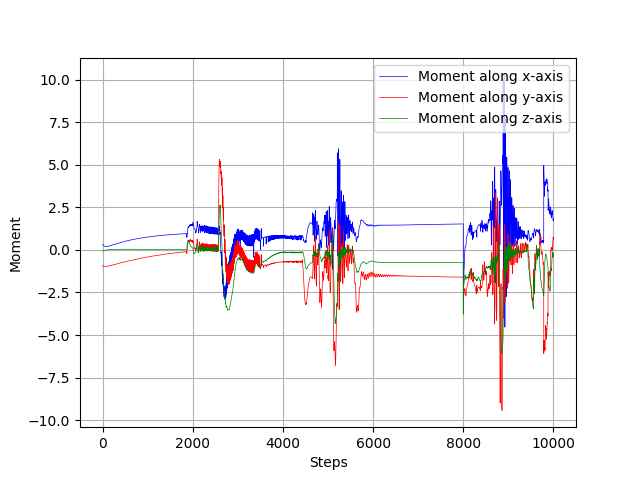 Moment along x-axis
Moment along y-axis
Moment along z-axis
10.0
7.5
5.0
2.5
0.0
−2.5
−5.0
−7.5
−10.0
Moment
0 2000 4000 6000 8000 10000
Steps